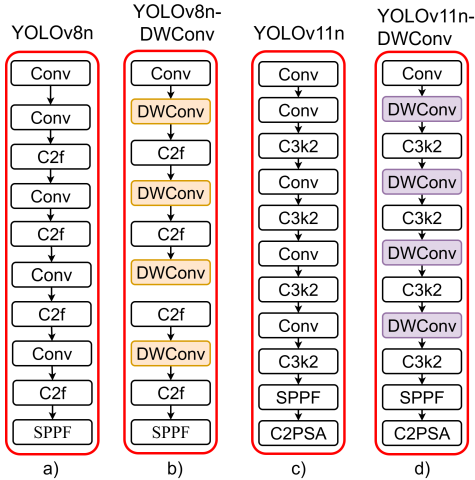 YOLOv8n
Conv
Conv
C2f
Conv
C2f
Conv
C2f
Conv
C2f
SPPF
a)
YOLOv8n-
DWConv
Conv
DWConv
C2f
DWConv
C2f
DWConv
C2f
DWConv
C2f
SPPF
b)
YOLOv11n
Conv
Conv
C3k2
Conv
C3k2
Conv
C3k2
Conv
C3k2
SPPF
C2PSA
c)
YOLOv11n-
DWConv
Conv
DWConv
C3k2
DWConv
C3k2
DWConv
C3k2
DWConv
C3k2
SPPF
C2PSA
d)